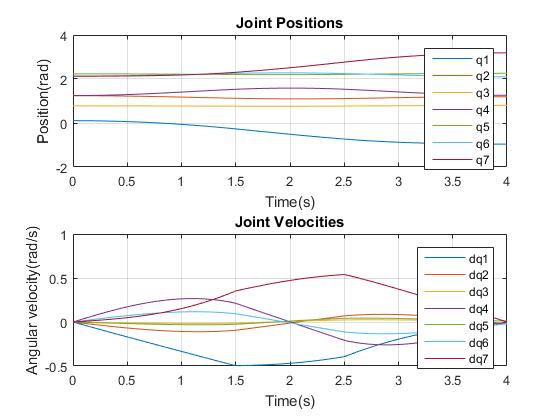 Joint Positions
4
2
0
-2
Position(rad)
q1
q2
q3
q4
q5
q6
q7
0 0.5 1 1.5 2 2.5 3 3.5 4
Time(s)
Joint Velocities
1
0.5
0
-0.5
Angular velocity(rad/s)
dq1
dq2
dq3
dq4
dq5
dq6
dq7
0 0.5 1 1.5 2 2.5 3 3.5 4
Time(s)